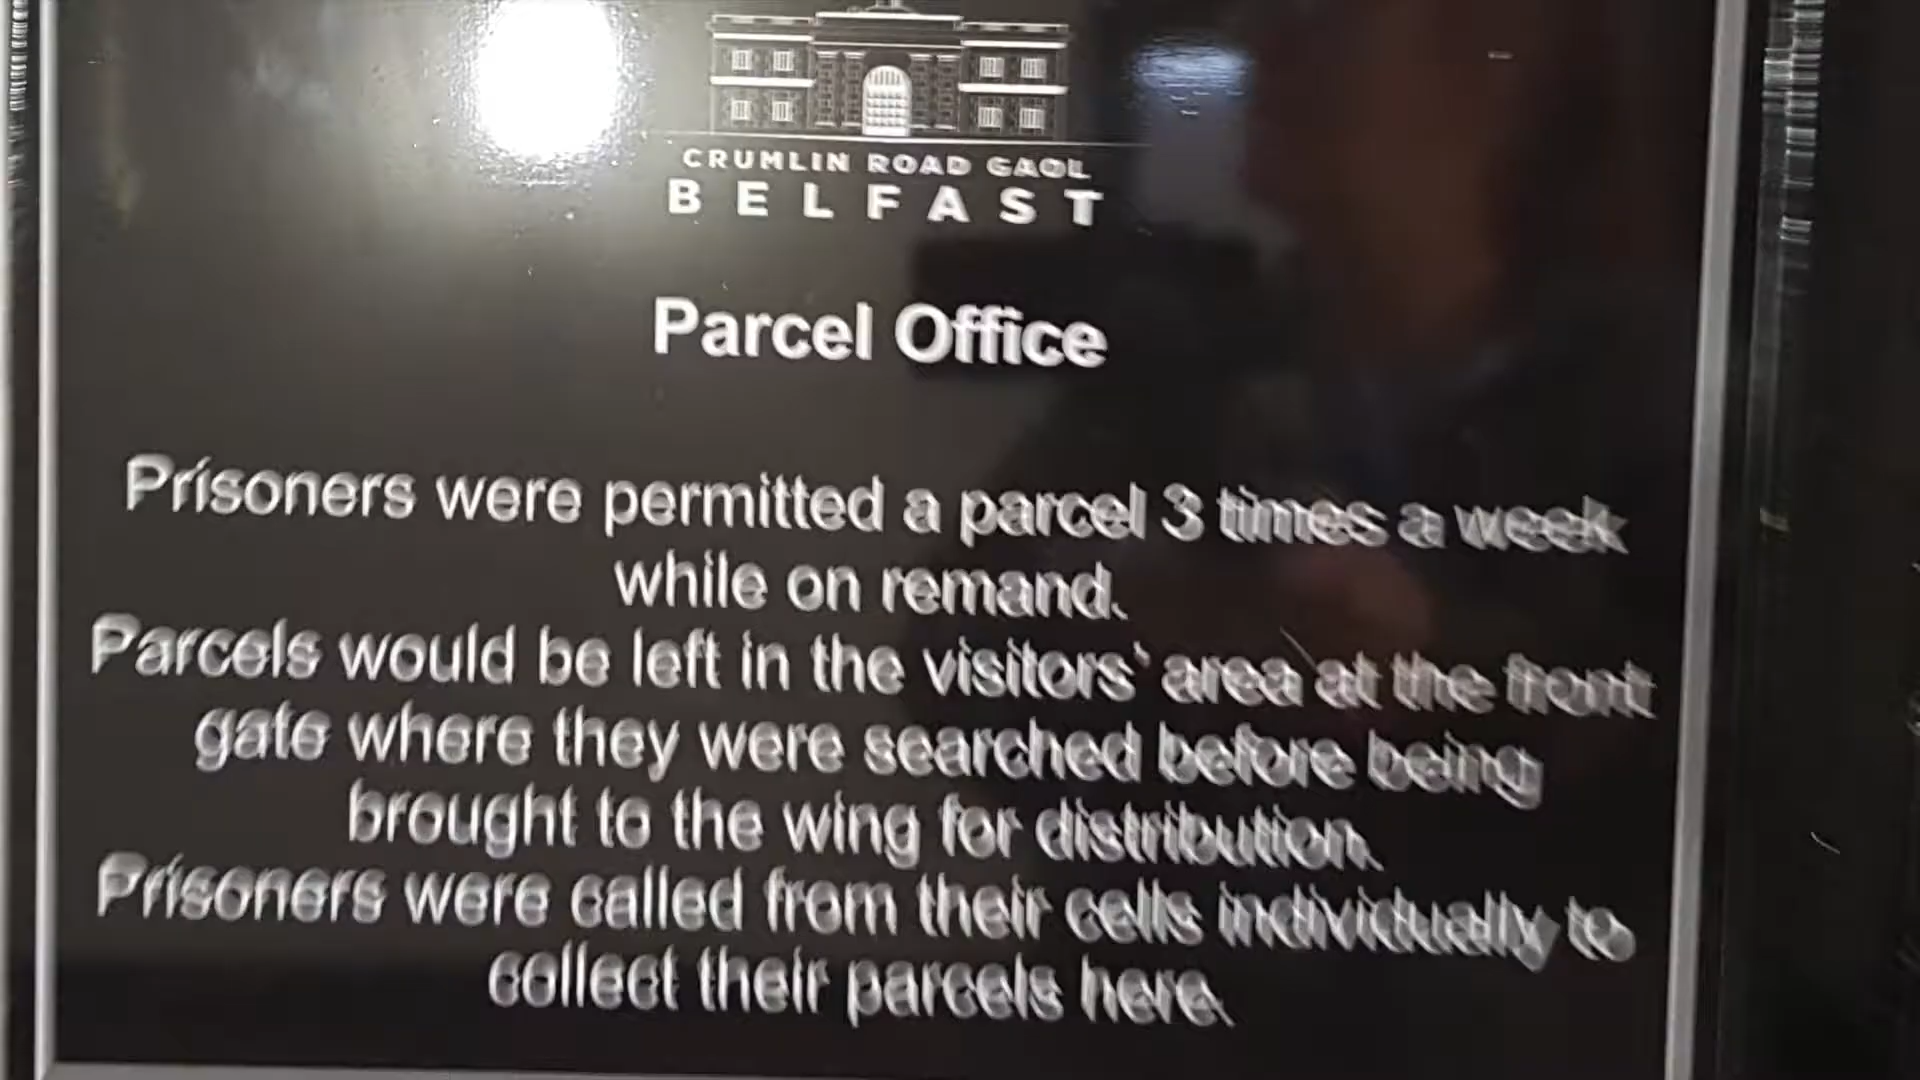 CRUMLIN ROAD GAOL
BELFAST
Parcel Office
Prisoners were permitted a parcel 3 times a week
while on remand.
Parcels would be left in the visitors' area at the front
gate where they were searched before being
brought to the wing for distribution.
Prisoners were called from their cells individually to
collect their parcels here.